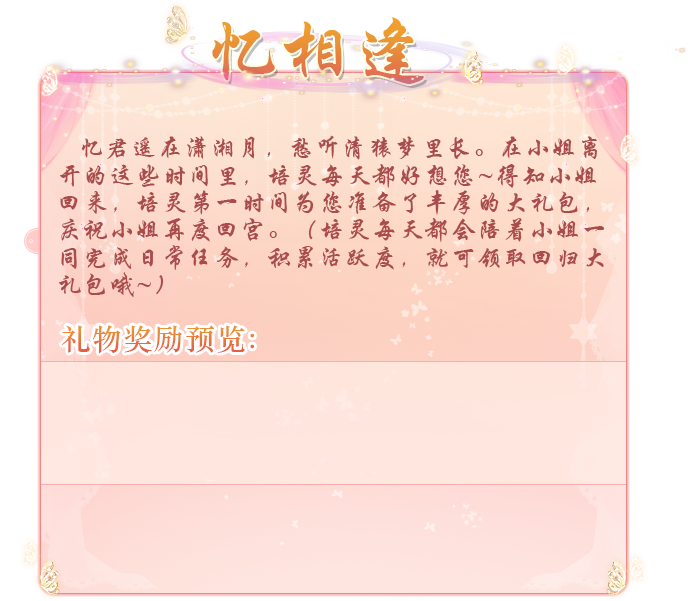 忆相逢
忆君遥在潇湘月，愁听清猿梦里长。在小姐离
开的这些时间里，培灵每天都好想您~得知小姐
回来，培灵第一时间为您准备了丰厚的大礼包，
庆祝小姐再度回宫。（培灵每天都会陪着小姐一
同完成日常任务，积累活跃度，就可领取回归大
礼包哦~）
礼物奖励预览: